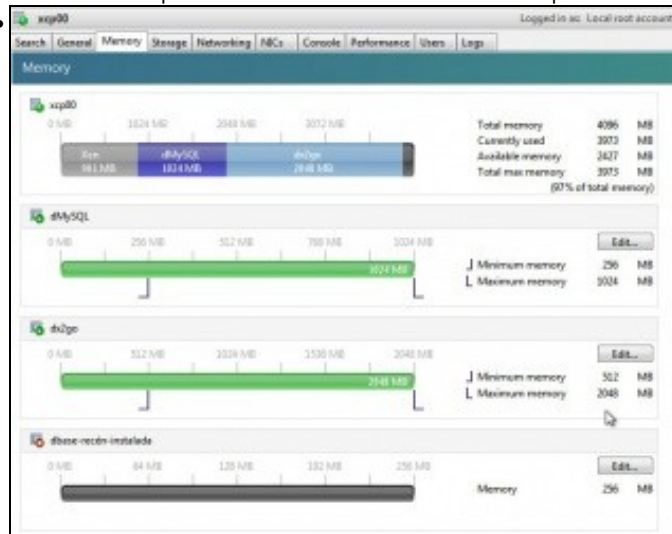 xcp00 Logged in as: Local root account
Search General Memory Storage Networking NICs Console Performance Users Logs
Memory
xcp00
0 MB 1024 MB 2048 MB 3072 MB
Xen dMySQL dx2go
961 MB 1024 MB 2048 MB
Total memory 4096 MB
Currently used 3973 MB
Available memory 2427 MB
Total max memory 3973 MB
(97% of total memory)
dMySQL
0 MB 256 MB 512 MB 768 MB 1024 MB
1024 MB
Edit...
Minimum memory 256 MB
Maximum memory 1024 MB
dx2go
0 MB 512 MB 1024 MB 1536 MB 2048 MB
2048 MB
Edit...
Minimum memory 512 MB
Maximum memory 2048 MB
dbase-recén-instalada
0 MB 64 MB 128 MB 192 MB 256 MB
Edit...
Memory 256 MB